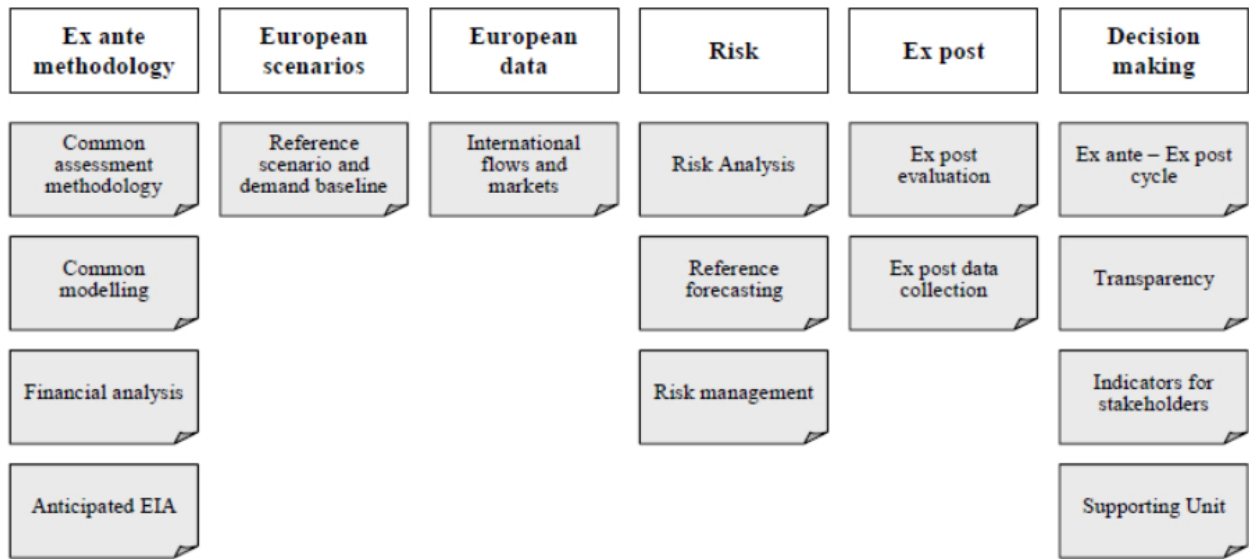 Ex ante
methodology
European
scenarios
European
data
Risk
Ex post
Decision
making
Common
assessment
methodology
Reference
scenario and
demand baseline
International
flows and
markets
Risk Analysis
Ex post
evaluation
Ex ante – Ex post
cycle
Common
modelling
Reference
forecasting
Ex post data
collection
Transparency
Financial analysis
Risk management
Indicators for
stakeholders
Anticipated EIA
Supporting Unit